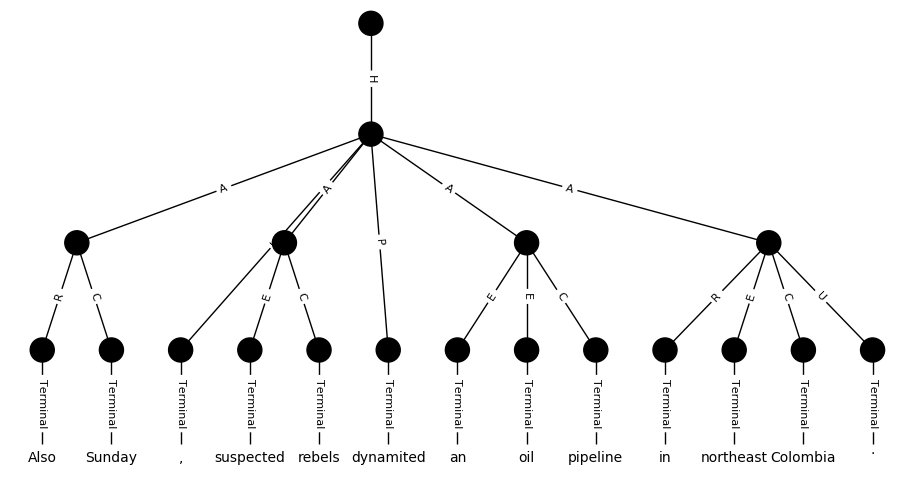 H
A A A A
U P
R C E C E E C R E C U
Terminal Terminal Terminal Terminal Terminal Terminal Terminal Terminal Terminal Terminal Terminal Terminal Terminal
Also Sunday , suspected rebels dynamited an oil pipeline in northeast Colombia .